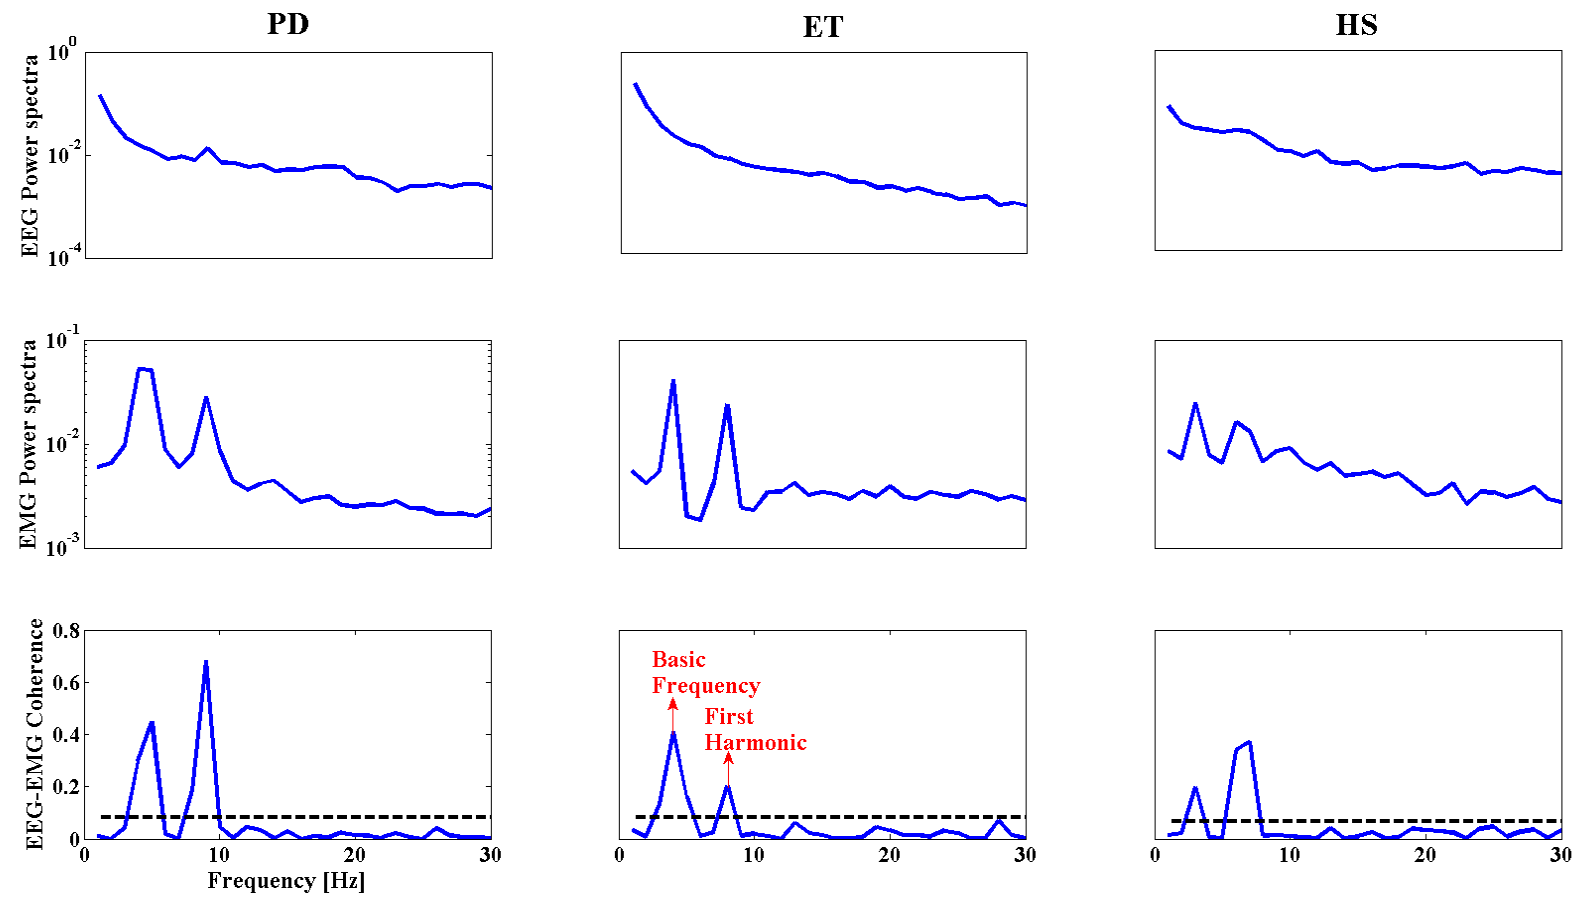 PD
ET
HS
EEG Power spectra
10^0
10^-2
10^-4
EMG Power spectra
10^-1
10^-2
10^-3
EEG-EMG Coherence
0.8
0.6
0.4
0.2
0
0 10 20 30
Frequency [Hz]
Basic
Frequency
First
Harmonic
0 10 20 30
0 10 20 30